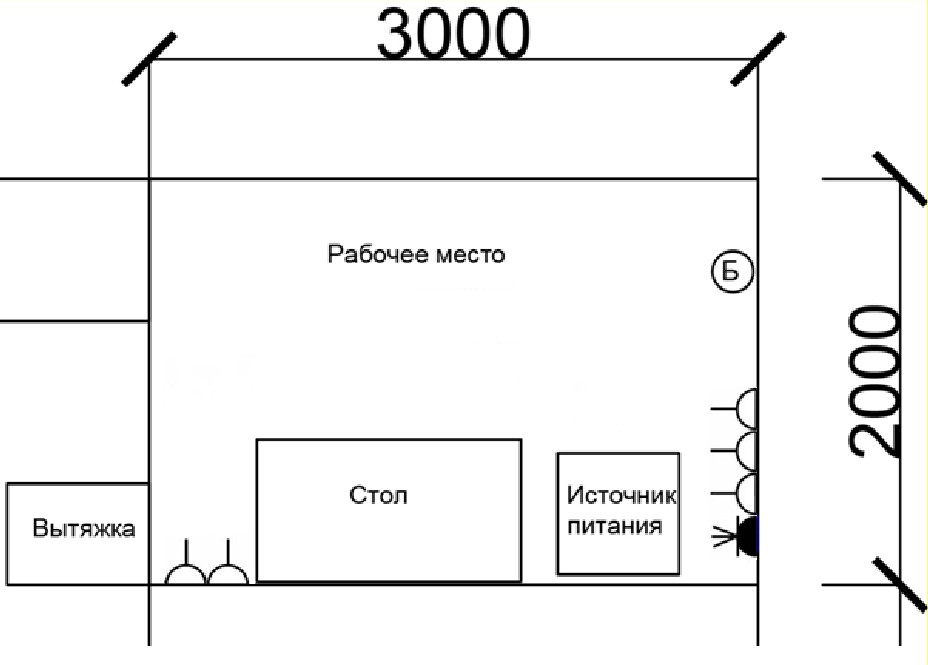 3000
Рабочее место
Б
2000
Стол
Источник
питания
Вытяжка